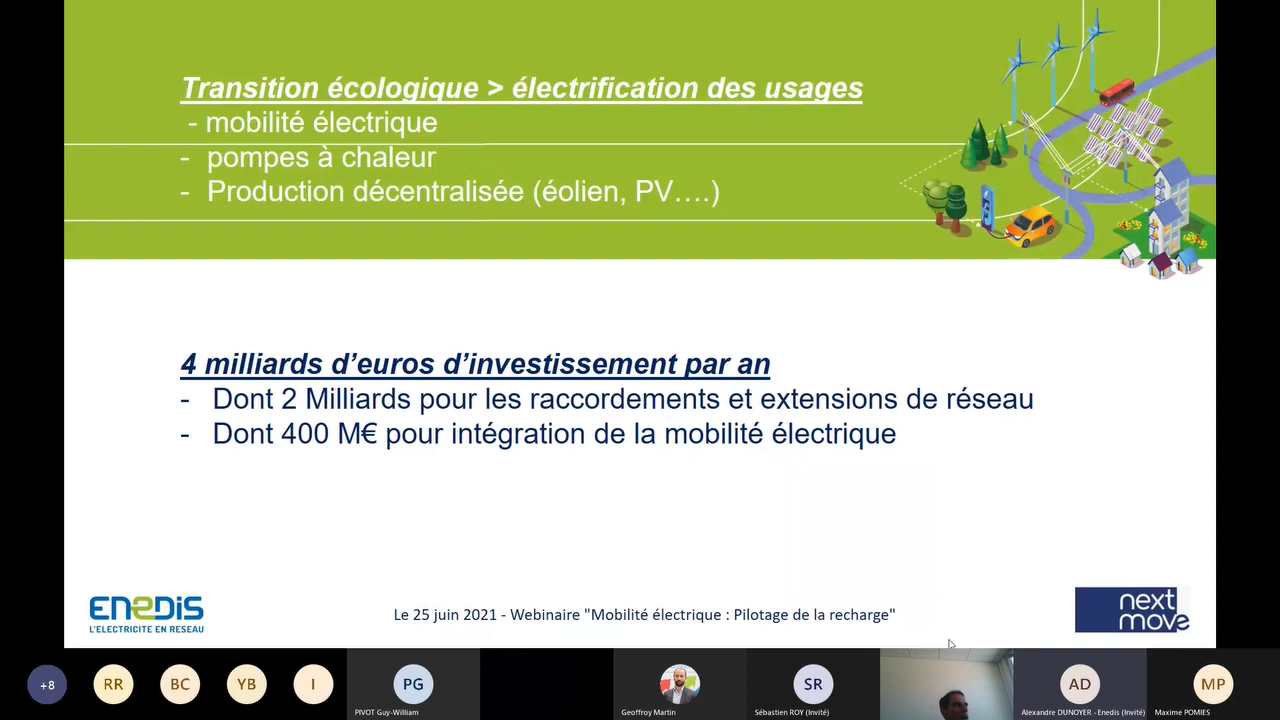 Transition écologique > électrification des usages
- mobilité électrique
- pompes à chaleur
- Production décentralisée (éolien, PV….)
4 milliards d’euros d’investissement par an
- Dont 2 Milliards pour les raccordements et extensions de réseau
- Dont 400 M€ pour intégration de la mobilité électrique
ENEDIS
L'ELECTRICITE EN RESEAU
Le 25 juin 2021 - Webinaire "Mobilité électrique : Pilotage de la recharge"
next
move
+8
RR
BC
YB
I
PG
SR
AD
MP
PIVOT Guy-William
Geoffroy Martin
Sébastien ROY (Invité)
Alexandre DUNOYER - Enedis (Invité)
Maxime POMIES